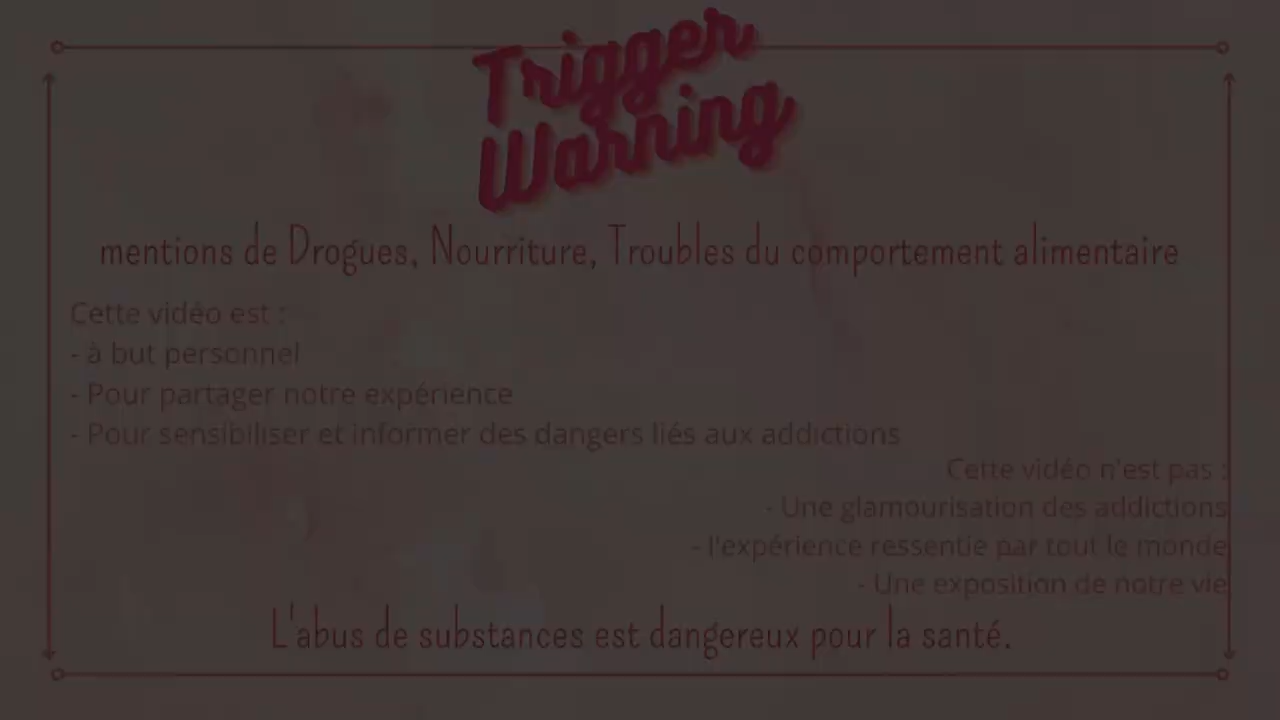 Trigger
Warning
mentions de Drogues, Nourriture, Troubles du comportement alimentaire
Cette vidéo est :
- à but personnel
- Pour partager notre expérience
- Pour sensibiliser et informer des dangers liés aux addictions
Cette vidéo n'est pas :
- Une glamourisation des addictions
- l'expérience ressentie par tout le monde
- Une exposition de notre vie
L'abus de substances est dangereux pour la santé.